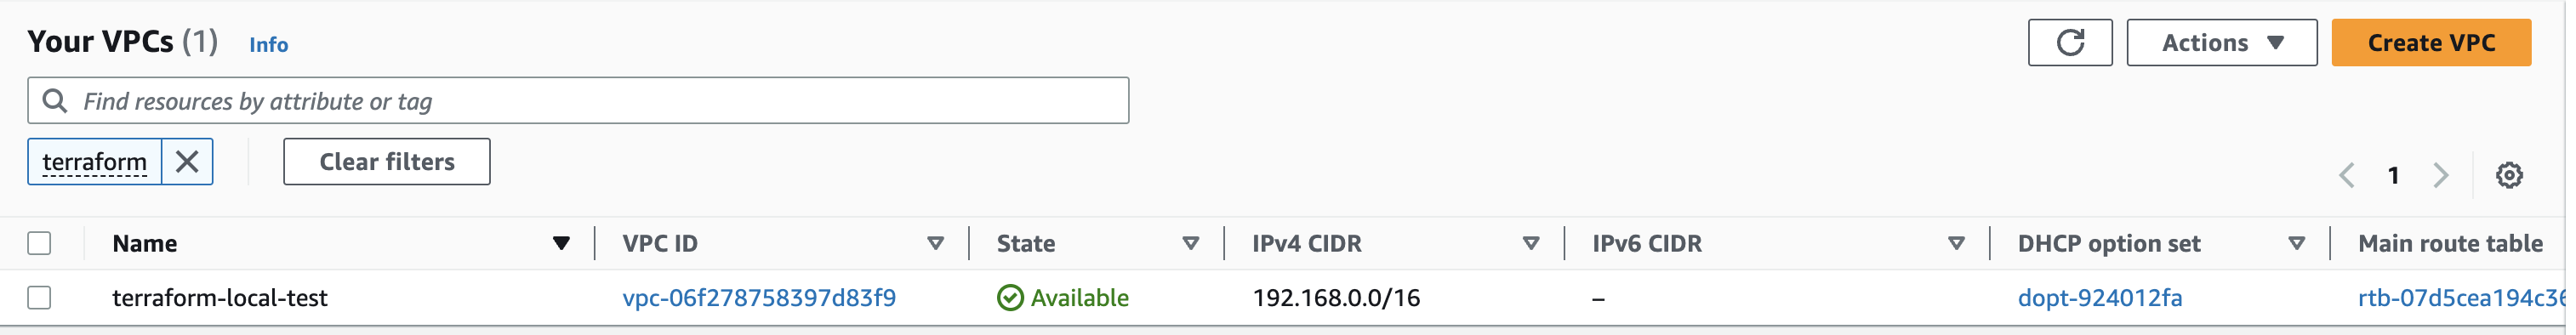 Your VPCs (1) Info Actions Create VPC
Find resources by attribute or tag
terraform Clear filters
1
Name VPC ID State IPv4 CIDR IPv6 CIDR DHCP option set Main route table
terraform-local-test vpc-06f278758397d83f9 Available 192.168.0.0/16 – dopt-924012fa rtb-07d5cea194c36